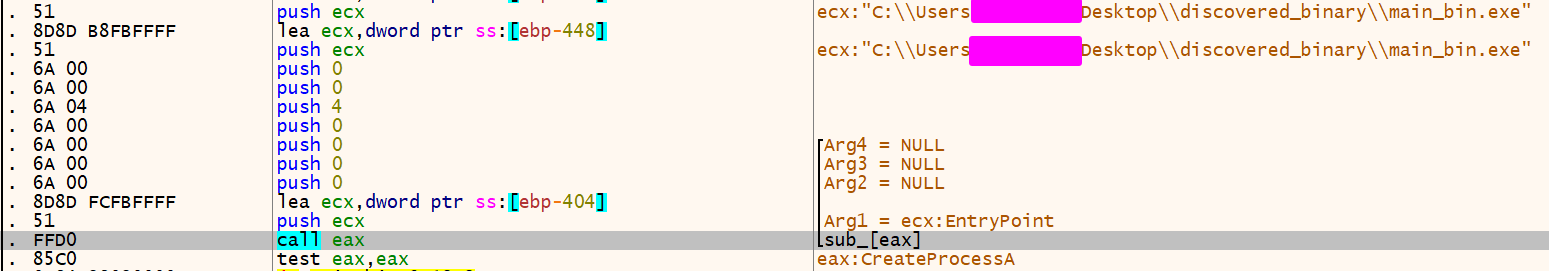 . 51 push ecx ecx:"C:\\Users Desktop\\discovered_binary\\main_bin.exe"
. 8D8D B8FBFFFF lea ecx,dword ptr ss:[ebp-448]
. 51 push ecx ecx:"C:\\Users Desktop\\discovered_binary\\main_bin.exe"
. 6A 00 push 0
. 6A 00 push 0
. 6A 04 push 4
. 6A 00 push 0
. 6A 00 push 0 Arg4 = NULL
. 6A 00 push 0 Arg3 = NULL
. 6A 00 push 0 Arg2 = NULL
. 8D8D FCFBFFFF lea ecx,dword ptr ss:[ebp-404]
. 51 push ecx Arg1 = ecx:EntryPoint
. FFD0 call eax sub_[eax]
. 85C0 test eax,eax eax:CreateProcessA